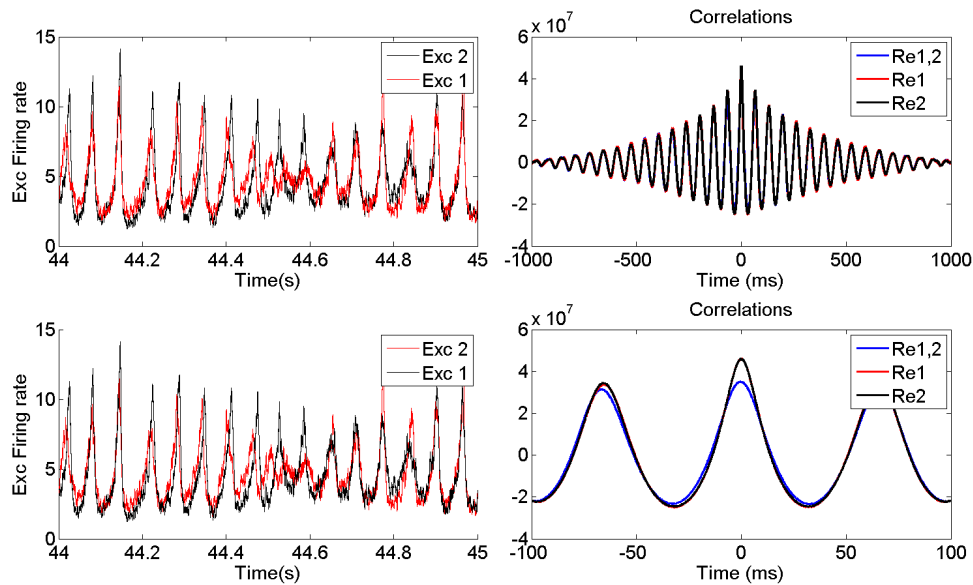 15
10
5
0
Exc Firing rate
Exc 2
Exc 1
44
44.2
44.4
44.6
44.8
45
Time(s)
Correlations
x 10^7
6
4
2
0
-2
-4
Re1,2
Re1
Re2
-1000
-500
0
500
1000
Time (ms)
15
10
5
0
Exc Firing rate
Exc 2
Exc 1
44
44.2
44.4
44.6
44.8
45
Time(s)
Correlations
x 10^7
6
4
2
0
-2
-4
Re1,2
Re1
Re2
-100
-50
0
50
100
Time (ms)